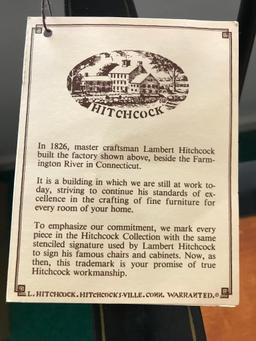 HITCHCOCK
In 1826, master craftsman Lambert Hitchcock
built the factory shown above, beside the Farm-
ington River in Connecticut.
It is a building in which we are still at work to-
day, striving to continue his standards of ex-
cellence in the crafting of fine furniture for
every room of your home.
To emphasize our commitment, we mark every
piece in the Hitchcock Collection with the same
stenciled signature used by Lambert Hitchcock
to sign his famous chairs and cabinets. Now, as
then, this trademark is your promise of true
Hitchcock workmanship.
L. HITCHCOCK. HITCHCOCKS-VILLE. CONN. WARRANTED.®